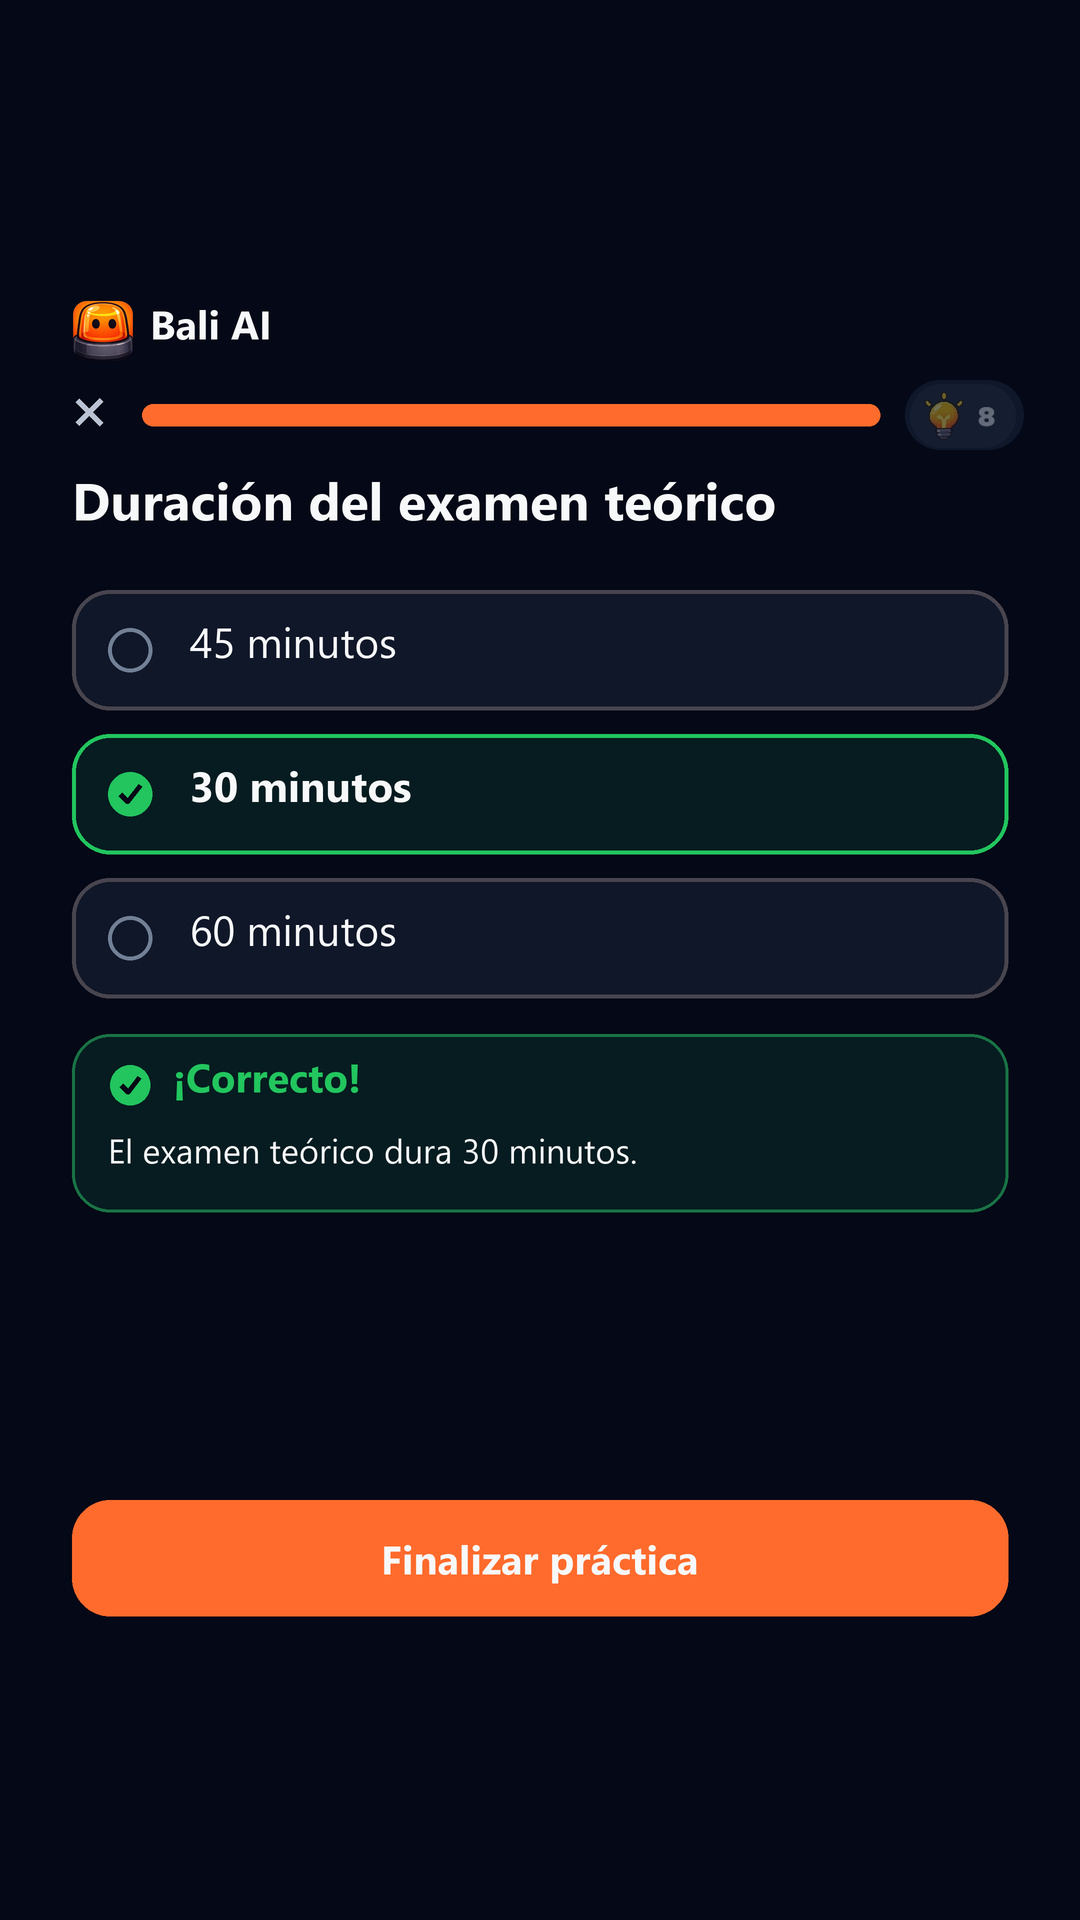 Bali AI
8
Duración del examen teórico
45 minutos
30 minutos
60 minutos
¡Correcto!
El examen teórico dura 30 minutos.
Finalizar práctica